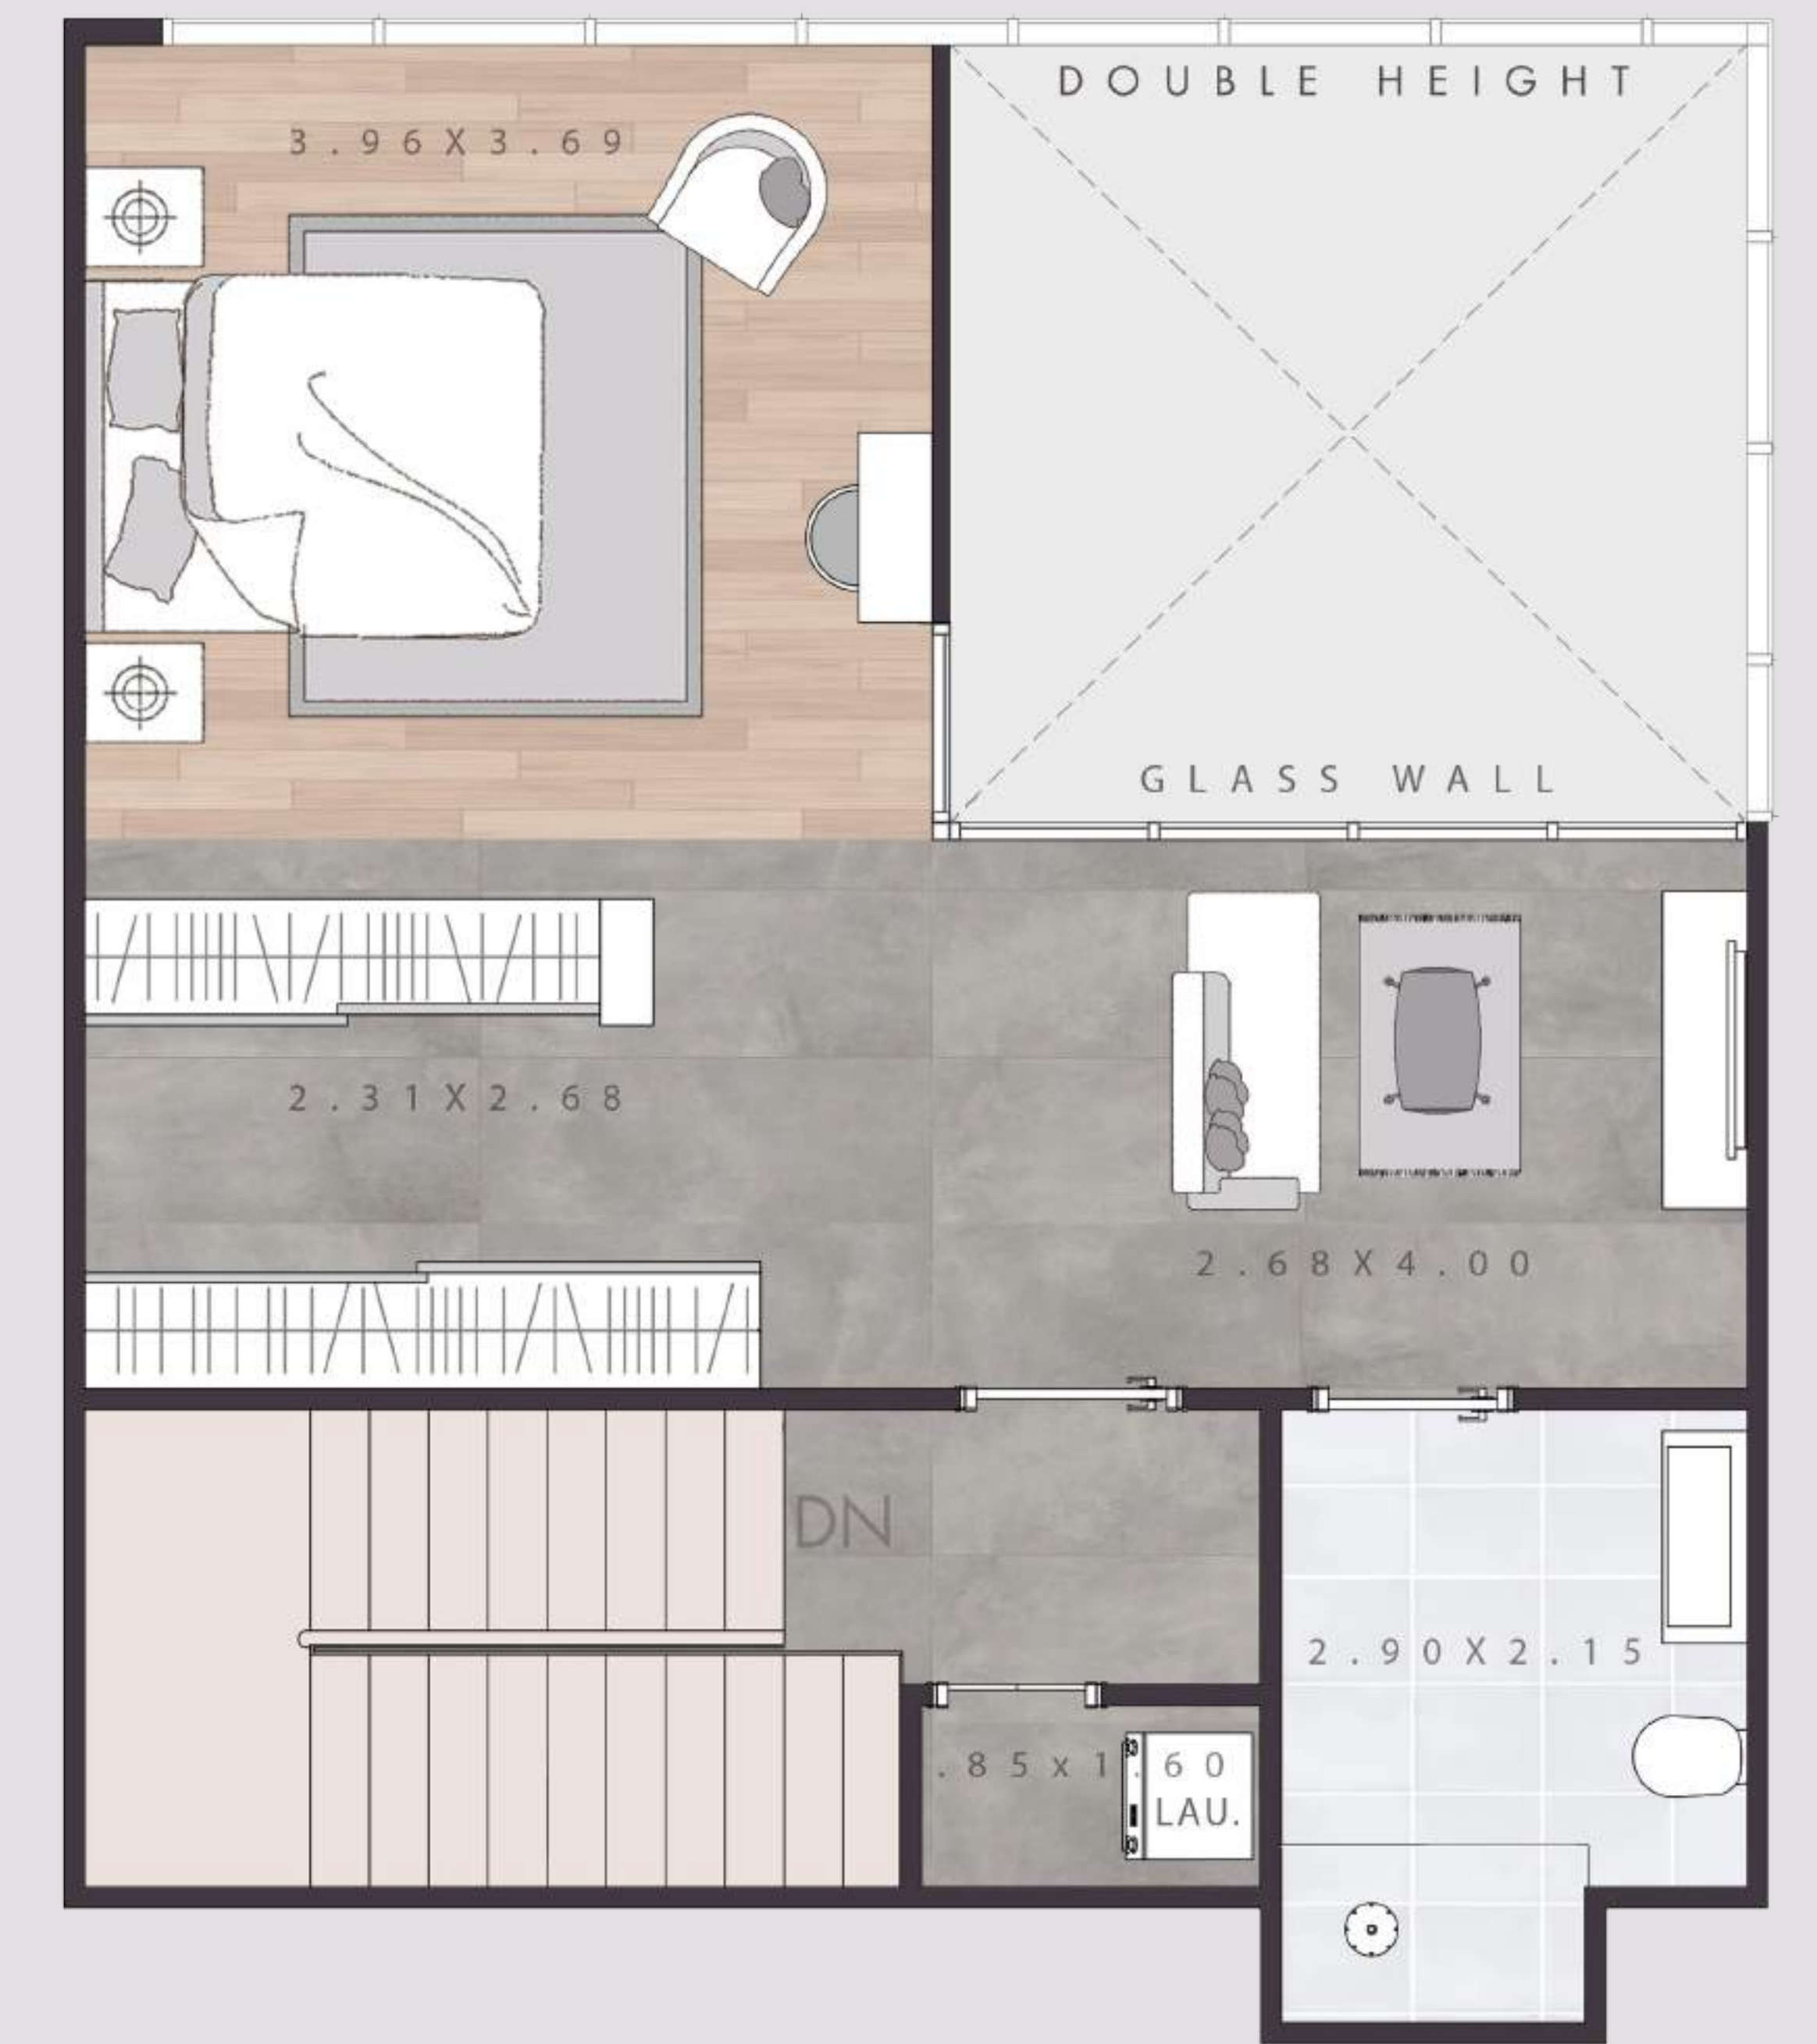 DOUBLE HEIGHT
3.96X3.69
GLASS WALL
2.31X2.68
2.68X4.00
DN
2.90X2.15
.85x1.60
LAU.